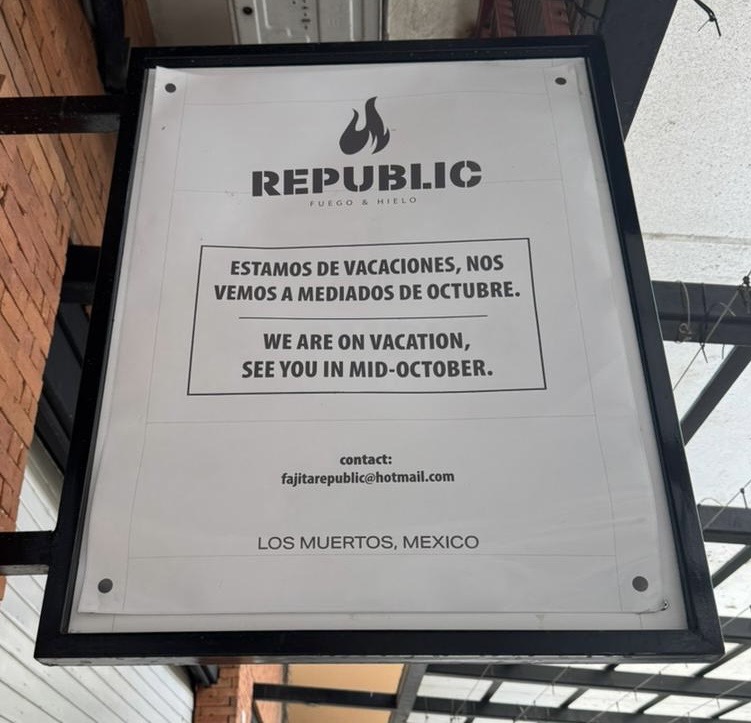 REPUBLIC
FUEGO & HIELO
ESTAMOS DE VACACIONES, NOS
VEMOS A MEDIADOS DE OCTUBRE.
WE ARE ON VACATION,
SEE YOU IN MID-OCTOBER.
contact:
fajitarepublic@hotmail.com
LOS MUERTOS, MEXICO